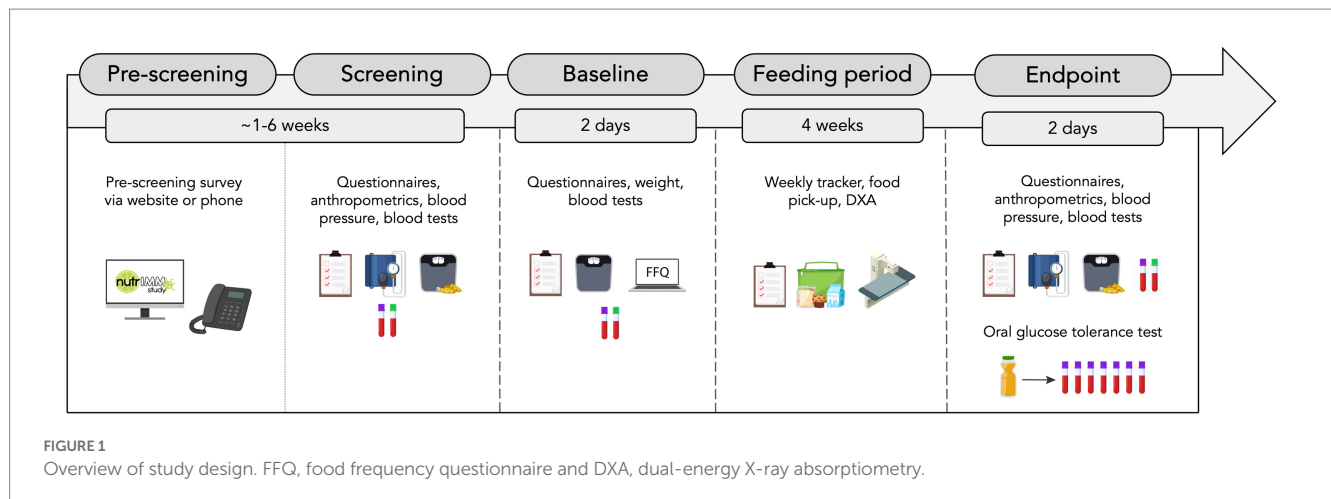 Pre-screening
Screening
Baseline
Feeding period
Endpoint
~1-6 weeks
2 days
4 weeks
2 days
Pre-screening survey
via website or phone
Questionnaires,
anthropometrics, blood
pressure, blood tests
Questionnaires, weight,
blood tests
Weekly tracker, food
pick-up, DXA
Questionnaires,
anthropometrics, blood
pressure, blood tests
nutrIMM
study
FFQ
Oral glucose tolerance test
FIGURE 1
Overview of study design. FFQ, food frequency questionnaire and DXA, dual-energy X-ray absorptiometry.